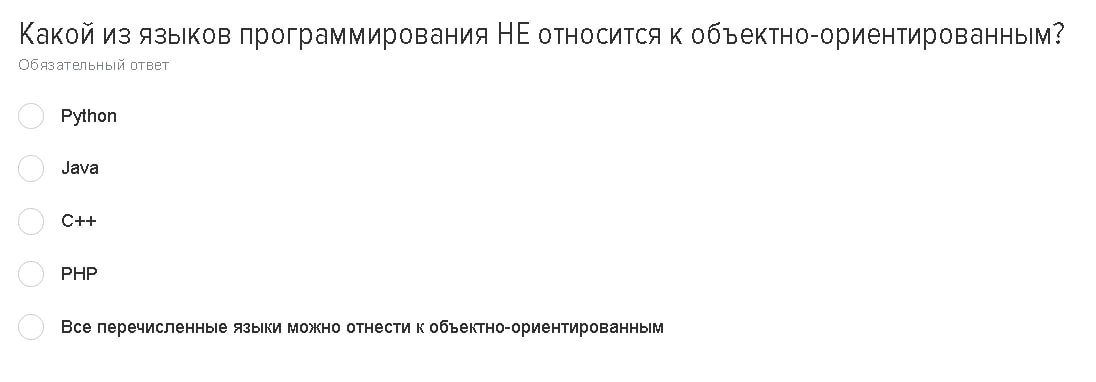 Какой из языков программирования НЕ относится к объектно-ориентированным?
Обязательный ответ
Python
Java
C++
PHP
Все перечисленные языки можно отнести к объектно-ориентированным